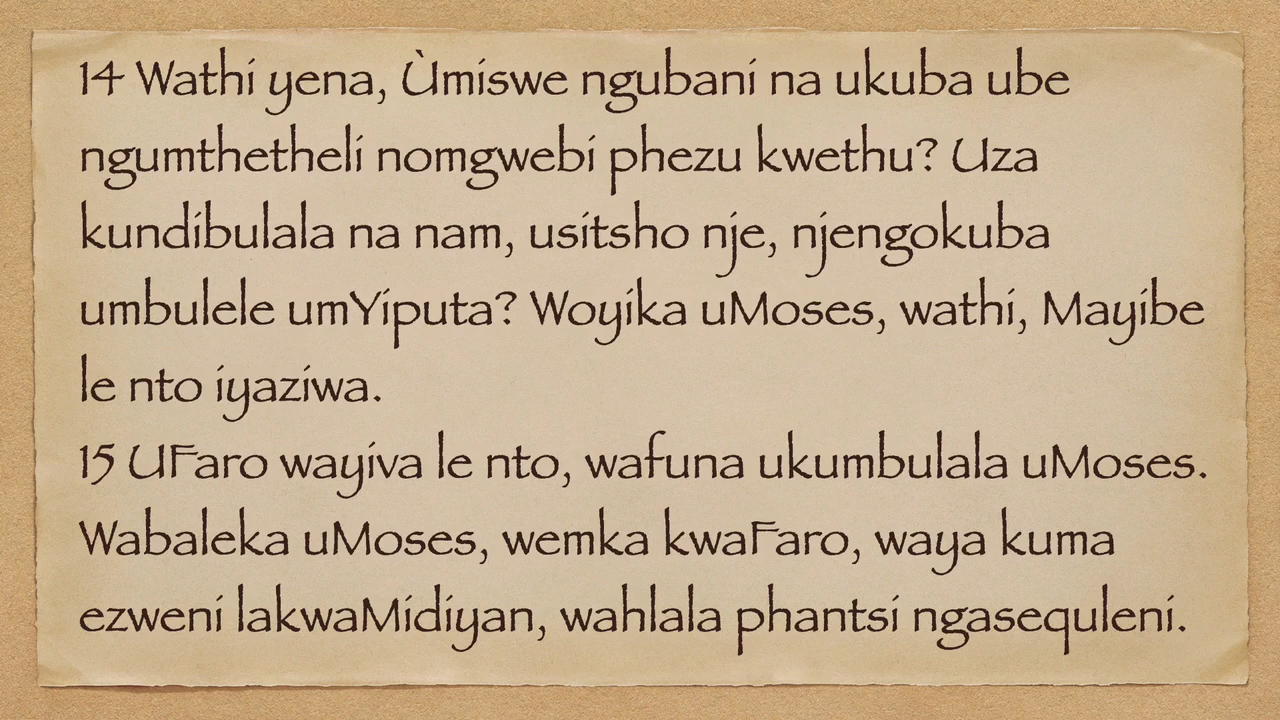 14 Wathi yena, Ùmiswe ngubani na ukuba ube
ngumthetheli nomgwebi phezu kwethu? Uza
kundibulala na nam, usitsho nje, njengokuba
umbulele umYiputa? Woyika uMoses, wathi, Mayibe
le nto iyaziwa.
15 UFaro wayiva le nto, wafuna ukumbulala uMoses.
Wabaleka uMoses, wemka kwaFaro, waya kuma
ezweni lakwaMidiyan, wahlala phantsi ngasequleni.